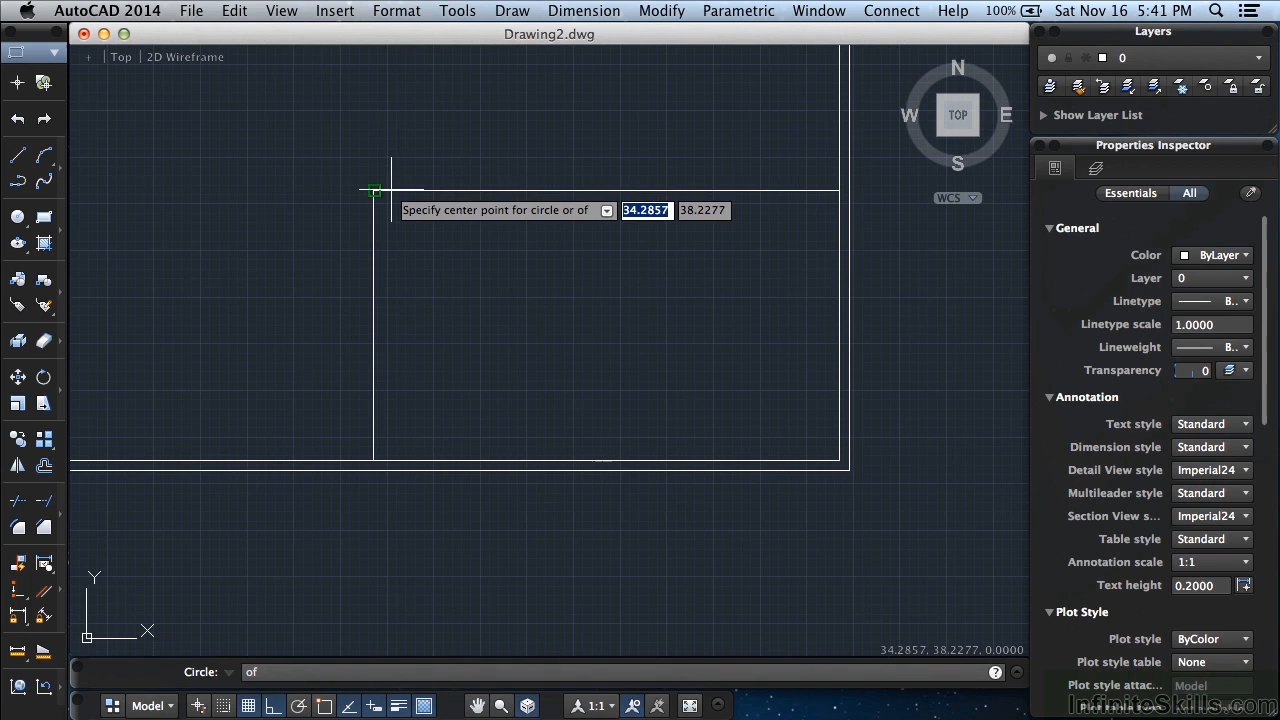 AutoCAD 2014 File Edit View Insert Format Tools Draw Dimension Modify Parametric Window Connect Help 100% Sat Nov 16 5:41 PM
Drawing2.dwg
+ | Top | 2D Wireframe
N
W TOP E
S
WCS
Specify center point for circle or of 34.2857 38.2277
Y
X
34.2857, 38.2277, 0.0000
Circle: of ?
Model 1:1
Layers
0
Show Layer List
Properties Inspector
Essentials All
General
Color ByLayer
Layer 0
Linetype B..
Linetype scale 1.0000
Lineweight B..
Transparency 0
Annotation
Text style Standard
Dimension style Standard
Detail View style Imperial24
Multileader style Standard
Section View s... Imperial24
Table style Standard
Annotation scale 1:1
Text height 0.2000
Plot Style
Plot style ByColor
Plot style table None
Plot style attac... Model
InfiniteSkills.com